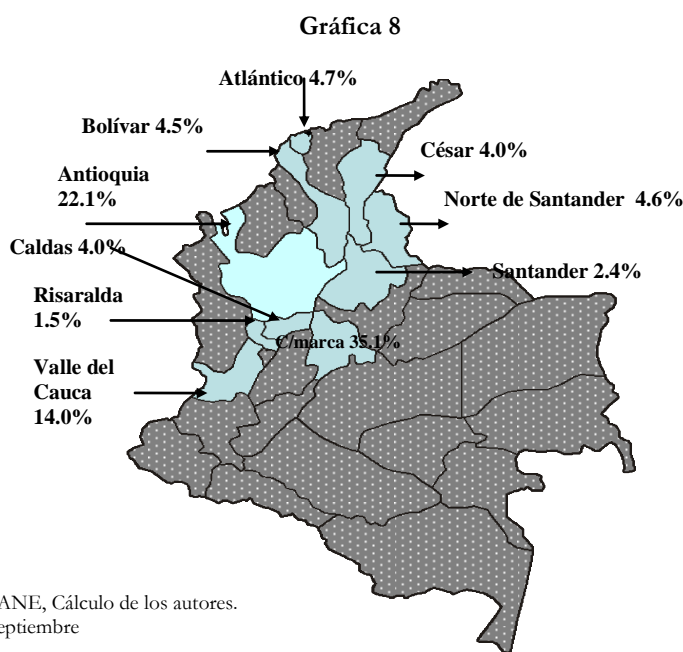 Gráfica 8
Atlántico 4.7%
Bolívar 4.5%
César 4.0%
Antioquia
22.1%
Norte de Santander 4.6%
Caldas 4.0%
Santander 2.4%
Risaralda
1.5%
C/marca 35.1%
Valle del
Cauca
14.0%
ANE, Cálculo de los autores.
eptiembre